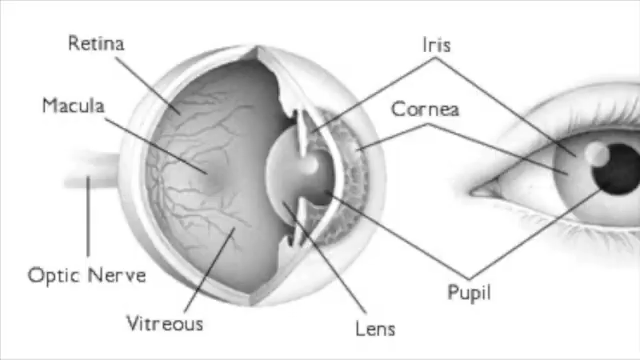 Retina
Iris
Macula
Cornea
Optic Nerve
Pupil
Vitreous
Lens